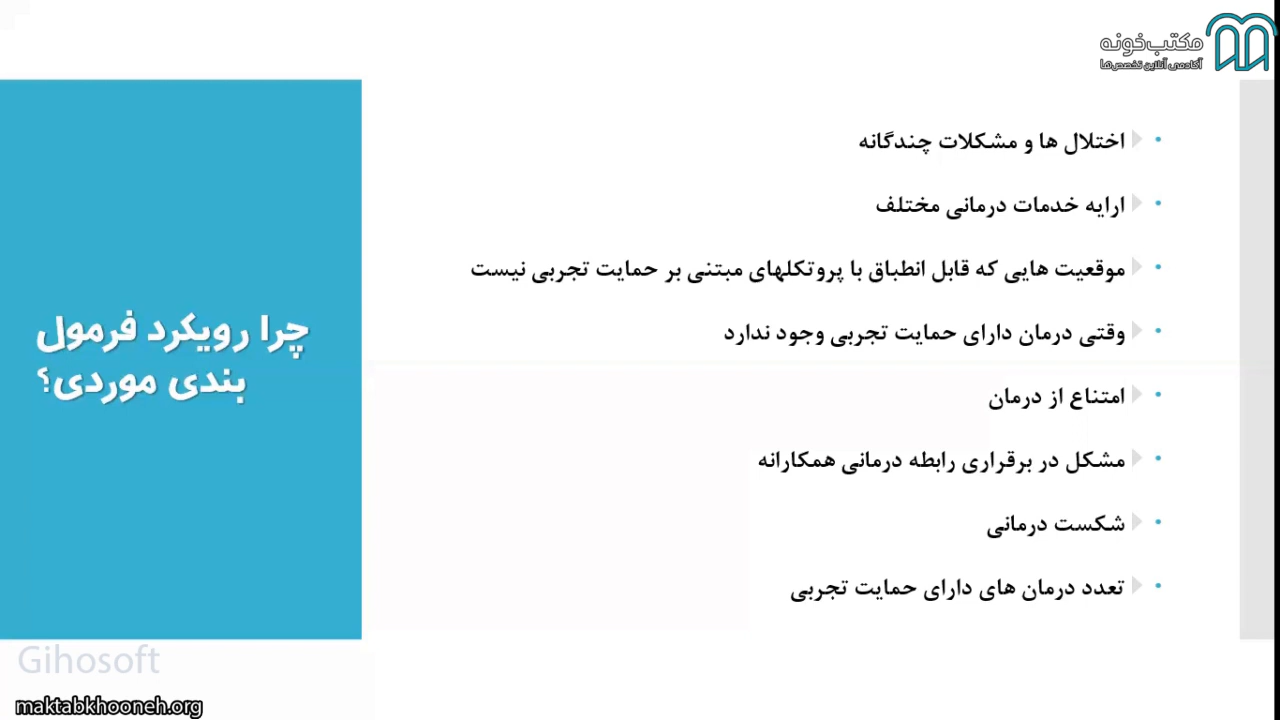 مکتب‌خونه
آکادمی آنلاین تخصص‌ها
چرا رویکرد فرمول
بندی موردی؟
اختلال ها و مشکلات چندگانه
ارایه خدمات درمانی مختلف
موقعیت هایی که قابل انطباق با پروتکلهای مبتنی بر حمایت تجربی نیست
وقتی درمان دارای حمایت تجربی وجود ندارد
امتناع از درمان
مشکل در برقراری رابطه درمانی همکارانه
شکست درمانی
تعدد درمان های دارای حمایت تجربی
Gihosoft
maktabkhooneh.org